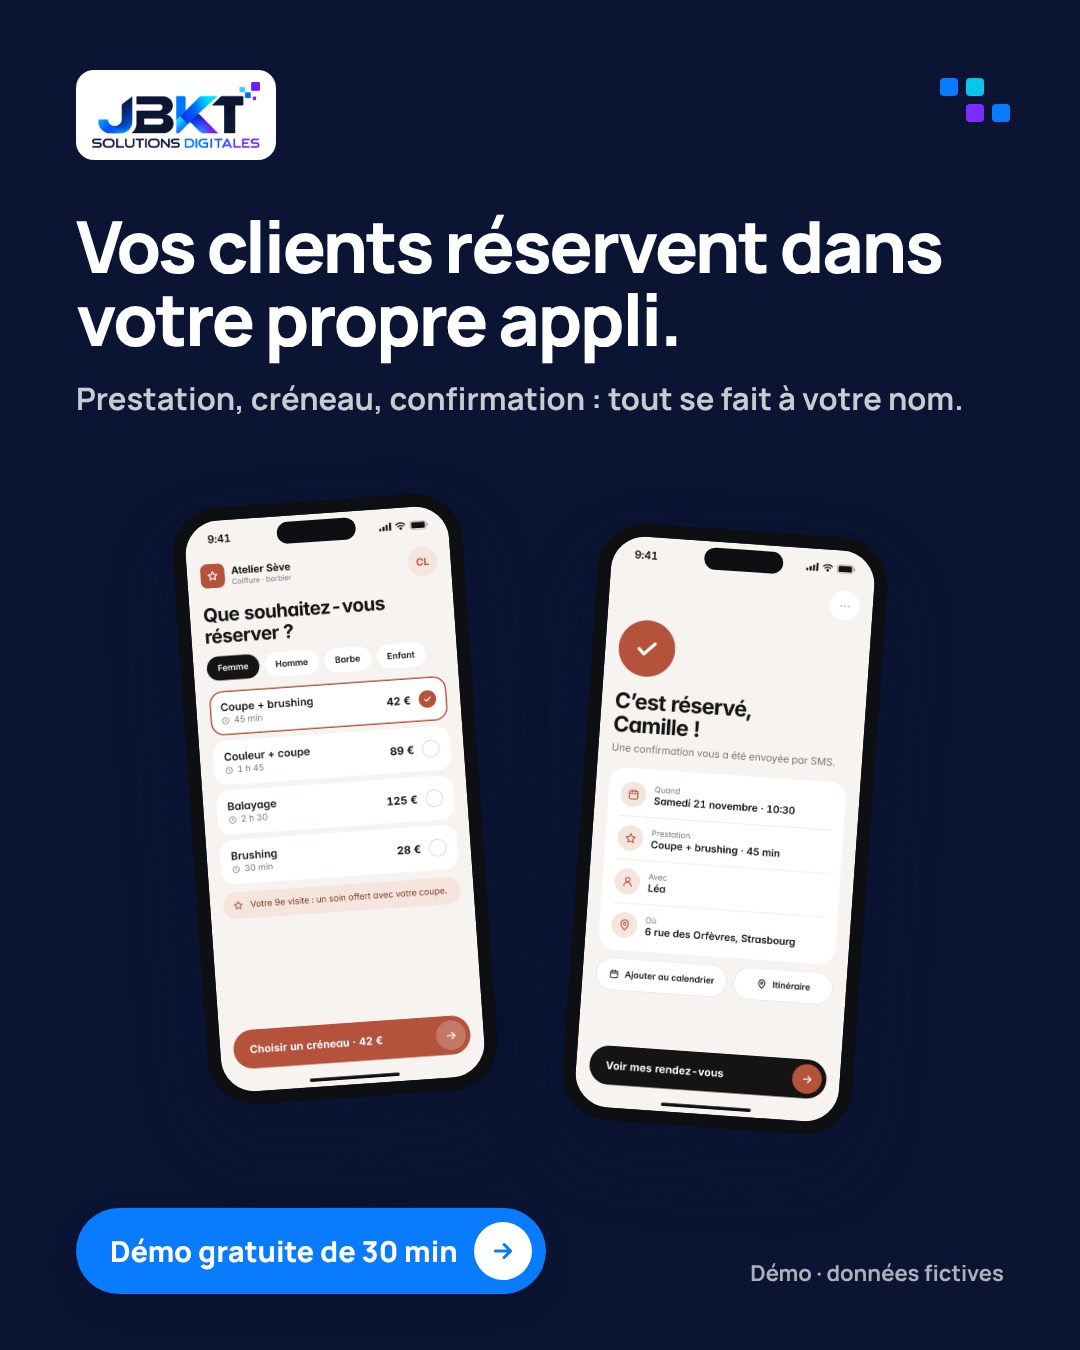 JBKT
SOLUTIONS DIGITALES
Vos clients réservent dans
votre propre appli.
Prestation, créneau, confirmation : tout se fait à votre nom.
9:41
Atelier Sève
Coiffure · barbier
CL
Que souhaitez-vous
réserver ?
Femme
Homme
Barbe
Enfant
Coupe + brushing
45 min
42 €
Couleur + coupe
1 h 45
89 €
Balayage
2 h 30
125 €
Brushing
30 min
28 €
Votre 9e visite : un soin offert avec votre coupe.
Choisir un créneau · 42 €
9:41
C’est réservé,
Camille !
Une confirmation vous a été envoyée par SMS.
Quand
Samedi 21 novembre · 10:30
Prestation
Coupe + brushing · 45 min
Avec
Léa
Où
6 rue des Orfèvres, Strasbourg
Ajouter au calendrier
Itinéraire
Voir mes rendez-vous
Démo gratuite de 30 min
Démo · données fictives